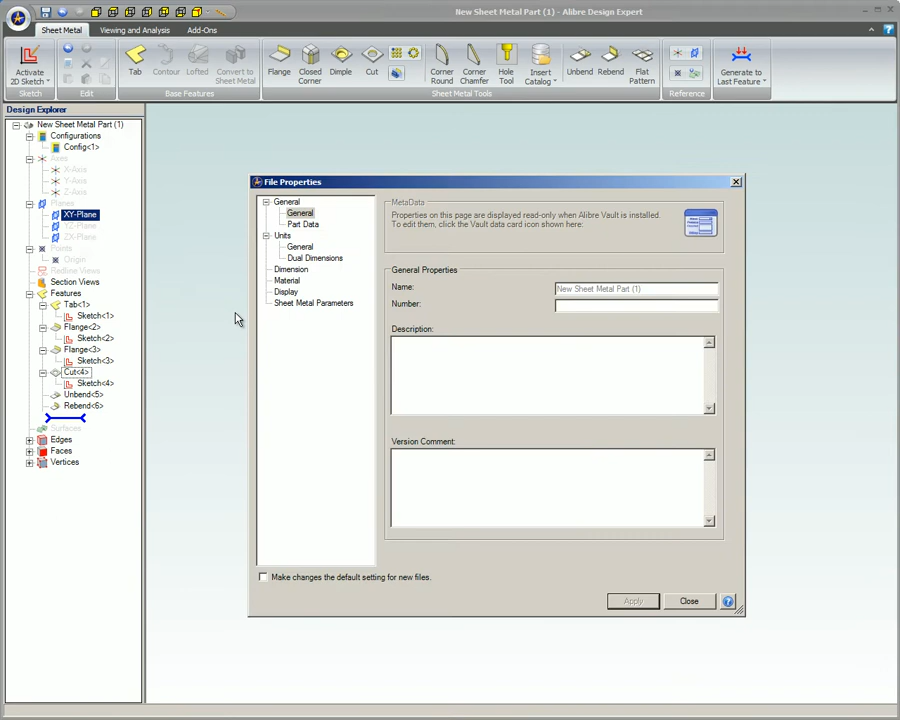 New Sheet Metal Part (1) - Alibre Design Expert
Sheet Metal
Viewing and Analysis
Add-Ons
Activate
2D Sketch
Sketch
Edit
Tab
Contour
Lofted
Convert to
Sheet Metal
Base Features
Flange
Closed
Corner
Dimple
Cut
Corner
Round
Corner
Chamfer
Hole
Tool
Insert
Catalog
Unbend
Rebend
Flat
Pattern
Sheet Metal Tools
Reference
Generate to
Last Feature
Design Explorer
New Sheet Metal Part (1)
Configurations
Config<1>
Axes
X-Axis
Y-Axis
Z-Axis
Planes
XY-Plane
YZ-Plane
ZX-Plane
Points
Origin
Redline Views
Section Views
Features
Tab<1>
Sketch<1>
Flange<2>
Sketch<2>
Flange<3>
Sketch<3>
Cut<4>
Sketch<4>
Unbend<5>
Rebend<6>
Surfaces
Edges
Faces
Vertices
File Properties
General
General
Part Data
Units
General
Dual Dimensions
Dimension
Material
Display
Sheet Metal Parameters
MetaData
Properties on this page are displayed read-only when Alibre Vault is installed.
To edit them, click the Vault data card icon shown here:
General Properties
Name:
New Sheet Metal Part (1)
Number:
Description:
Version Comment:
Make changes the default setting for new files.
Apply
Close